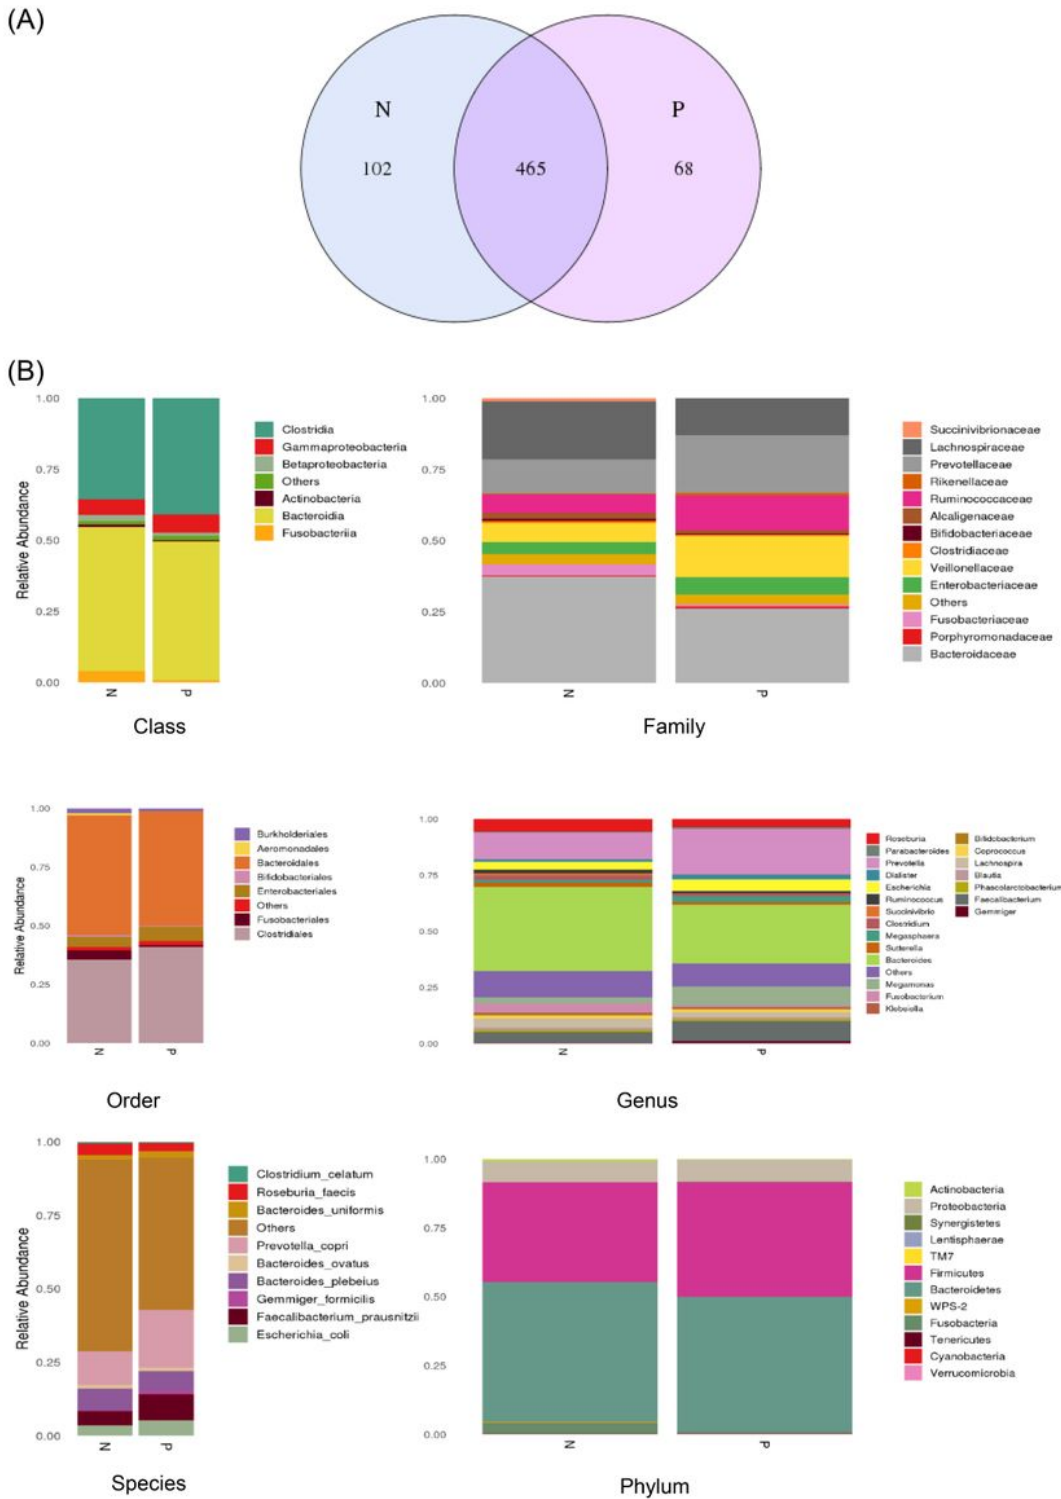 (A)
N
P
102
465
68
(B)
1.00
0.75
0.50
0.25
0.00
Relative Abundance
N
P
Class
Clostridia
Gammaproteobacteria
Betaproteobacteria
Others
Actinobacteria
Bacteroidia
Fusobacteriia
1.00
0.75
0.50
0.25
0.00
Relative Abundance
N
P
Family
Succinivibrionaceae
Lachnospiraceae
Prevotellaceae
Rikenellaceae
Ruminococcaceae
Alcaligenaceae
Bifidobacteriaceae
Clostridiaceae
Veillonellaceae
Enterobacteriaceae
Others
Fusobacteriaceae
Porphyromonadaceae
Bacteroidaceae
1.00
0.75
0.50
0.25
0.00
Relative Abundance
N
P
Order
Burkholderiales
Aeromonadales
Bacteroidales
Bifidobacteriales
Enterobacteriales
Others
Fusobacteriales
Clostridiales
1.00
0.75
0.50
0.25
0.00
Relative Abundance
N
P
Genus
Roseburia
Parabacteroides
Prevotella
Dialister
Escherichia
Ruminococcus
Succinivibrio
Clostridium
Megasphaera
Sutterella
Bacteroides
Others
Megamonas
Fusobacterium
Klebsiella
Bifidobacterium
Coprococcus
Lachnospira
Blautia
Phascolarctobacterium
Faecalibacterium
Gemmiger
1.00
0.75
0.50
0.25
0.00
Relative Abundance
N
P
Species
Clostridium_celatum
Roseburia_faecis
Bacteroides_uniformis
Others
Prevotella_copri
Bacteroides_ovatus
Bacteroides_plebeius
Gemmiger_formicilis
Faecalibacterium_prausnitzii
Escherichia_coli
1.00
0.75
0.50
0.25
0.00
Relative Abundance
N
P
Phylum
Actinobacteria
Proteobacteria
Synergistetes
Lentisphaerae
TM7
Firmicutes
Bacteroidetes
WPS-2
Fusobacteria
Tenericutes
Cyanobacteria
Verrucomicrobia